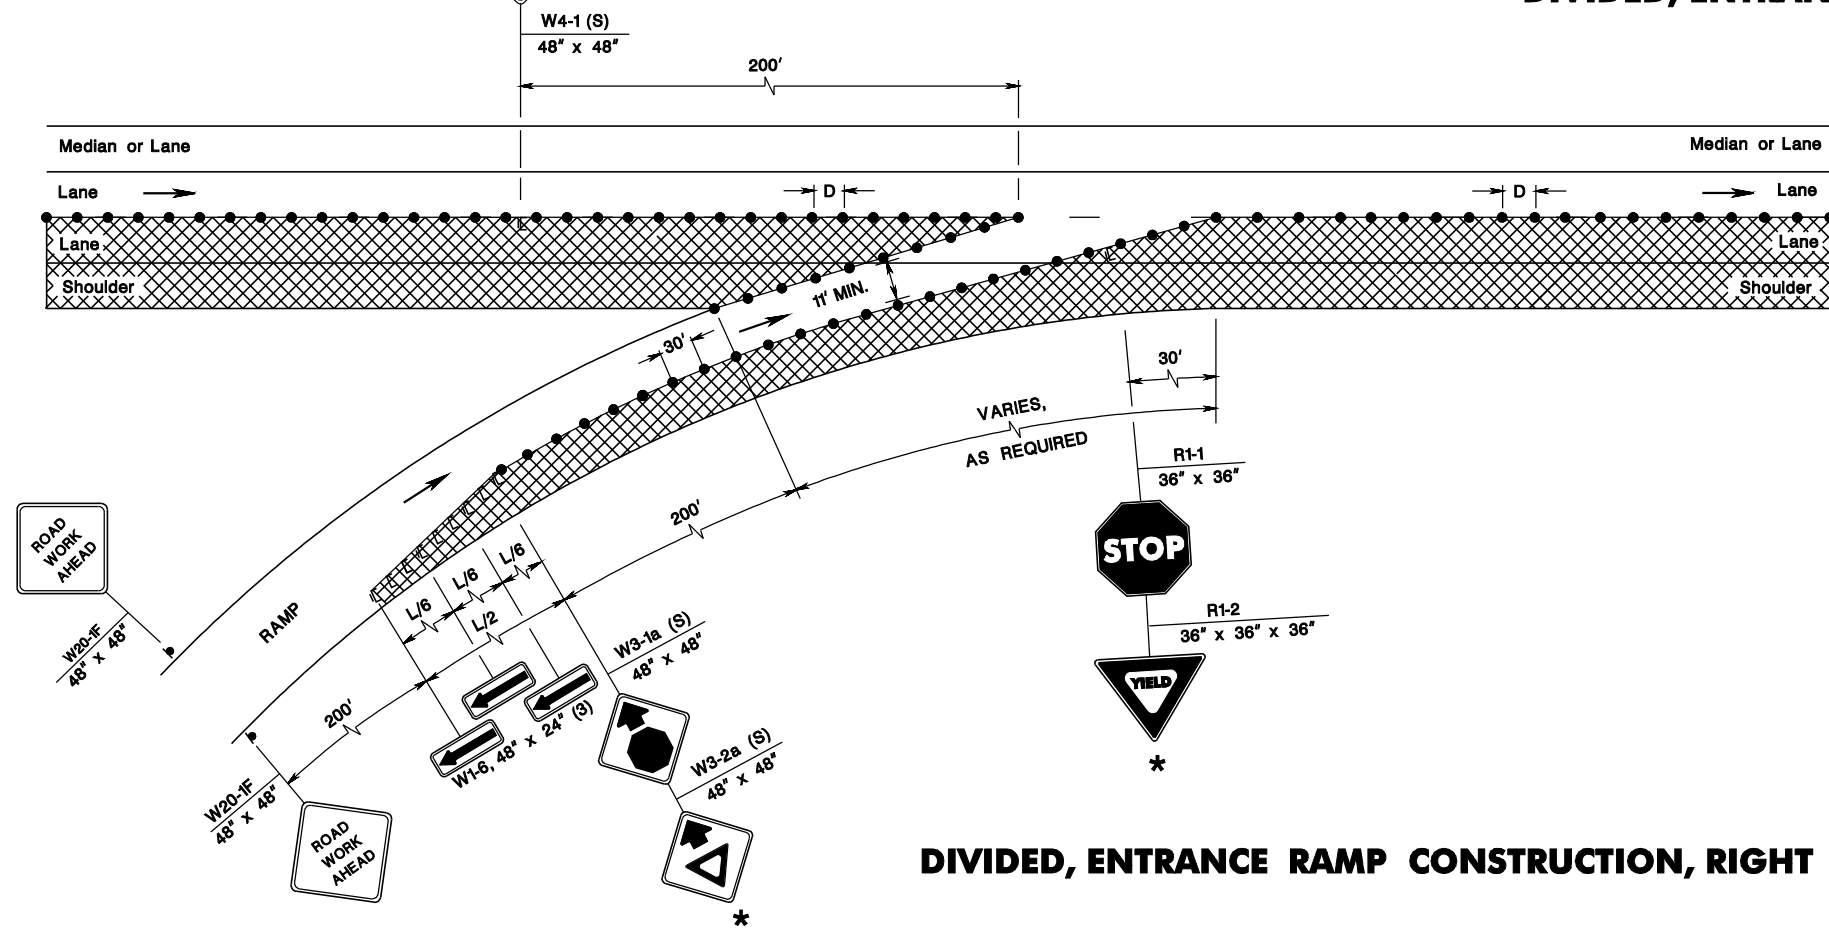 DIVIDED, ENTRAN
W4-1 (S)
48" x 48"
200'
Median or Lane
Median or Lane
Lane
D
D
Lane
Lane
Lane
Shoulder
11' MIN.
Shoulder
30'
30'
VARIES,
AS REQUIRED
R1-1
36" x 36"
200'
ROAD
WORK
AHEAD
STOP
L/6
L/6
L/6
L/2
RAMP
W20-1F
48" x 48"
W3-1a (S)
48" x 48"
R1-2
36" x 36" x 36"
YIELD
200'
W1-6, 48" x 24" (3)
W3-2a (S)
48" x 48"
*
W20-1F
48" x 48"
ROAD
WORK
AHEAD
DIVIDED, ENTRANCE RAMP CONSTRUCTION, RIGHT
*